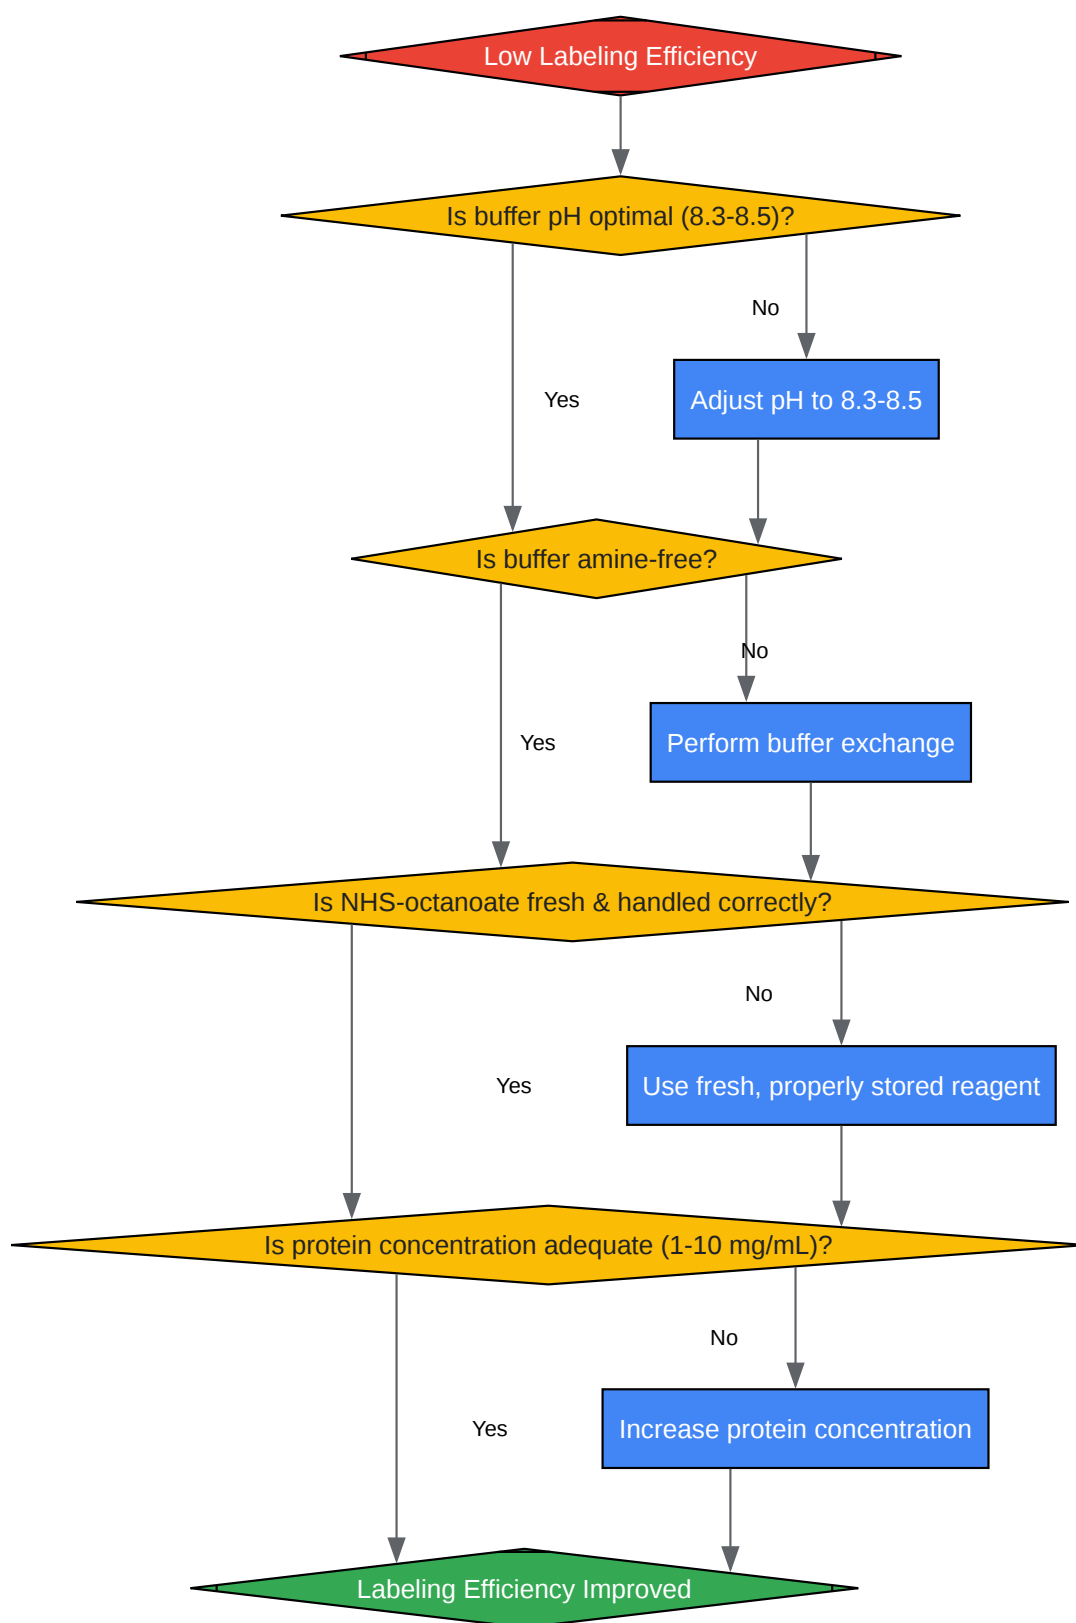 Low Labeling Efficiency
Is buffer pH optimal (8.3-8.5)?
No
Yes
Adjust pH to 8.3-8.5
Is buffer amine-free?
No
Yes
Perform buffer exchange
Is NHS-octanoate fresh & handled correctly?
No
Yes
Use fresh, properly stored reagent
Is protein concentration adequate (1-10 mg/mL)?
No
Yes
Increase protein concentration
Labeling Efficiency Improved